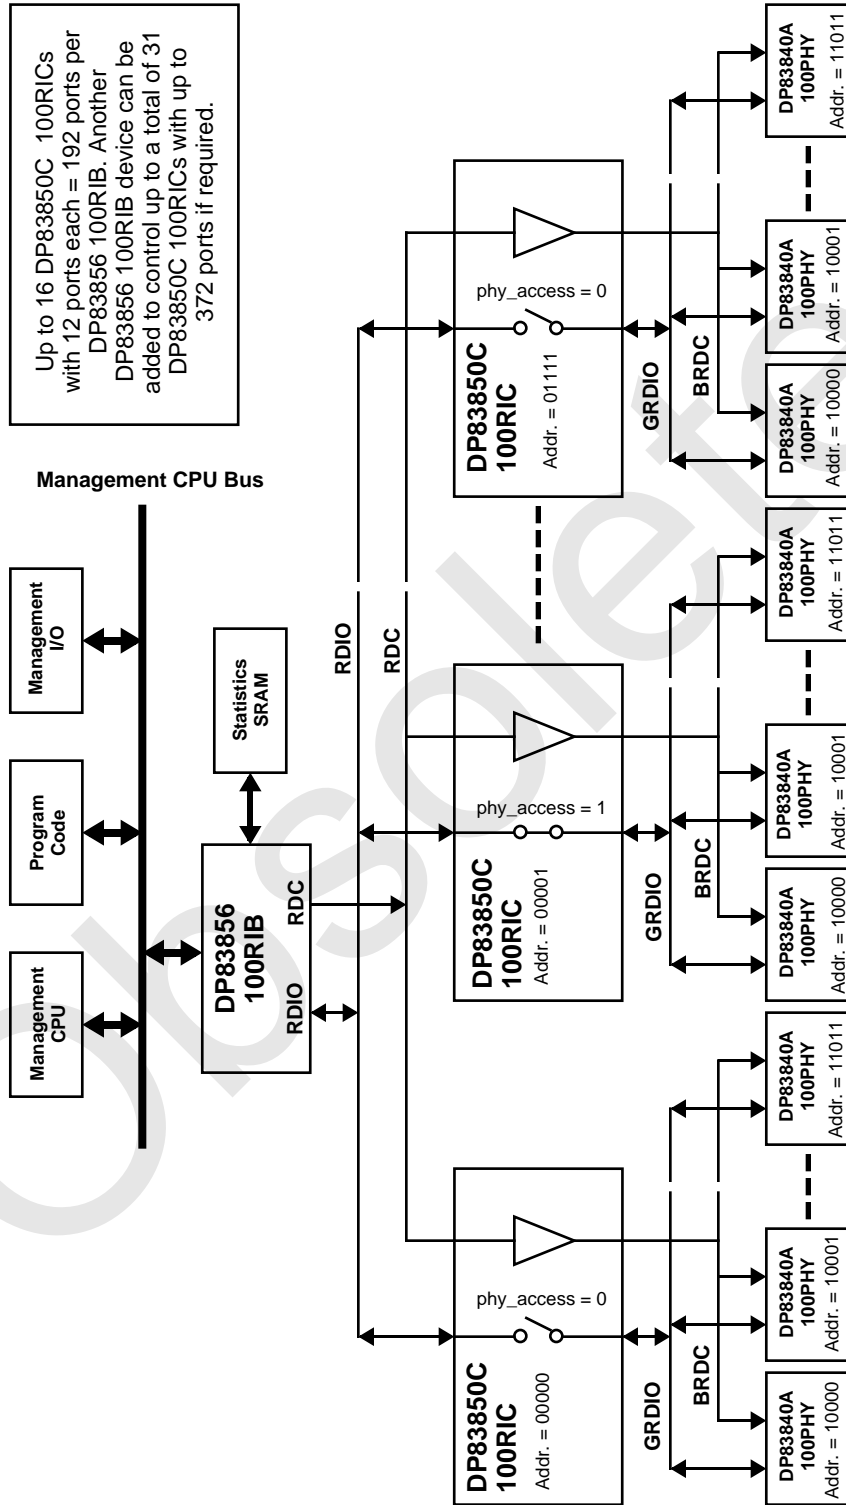 Up to 16 DP83850C 100RICs
with 12 ports each = 192 ports per
DP83856 100RIB. Another
DP83856 100RIB device can be
added to control up to a total of 31
DP83850C 100RICs with up to
372 ports if required.
Management CPU Bus
Management
CPU
Program
Code
Management
I/O
DP83856
100RIB
RDIO
RDC
Statistics
SRAM
RDIO
RDC
DP83850C
100RIC
Addr. = 00000
phy_access = 0
DP83850C
100RIC
Addr. = 00001
phy_access = 1
DP83850C
100RIC
Addr. = 01111
phy_access = 0
GRDIO
BRDC
GRDIO
BRDC
GRDIO
BRDC
DP83840A
100PHY
Addr. = 10000
DP83840A
100PHY
Addr. = 10001
DP83840A
100PHY
Addr. = 11011
DP83840A
100PHY
Addr. = 10000
DP83840A
100PHY
Addr. = 10001
DP83840A
100PHY
Addr. = 11011
DP83840A
100PHY
Addr. = 10000
DP83840A
100PHY
Addr. = 10001
DP83840A
100PHY
Addr. = 11011
Obsolete